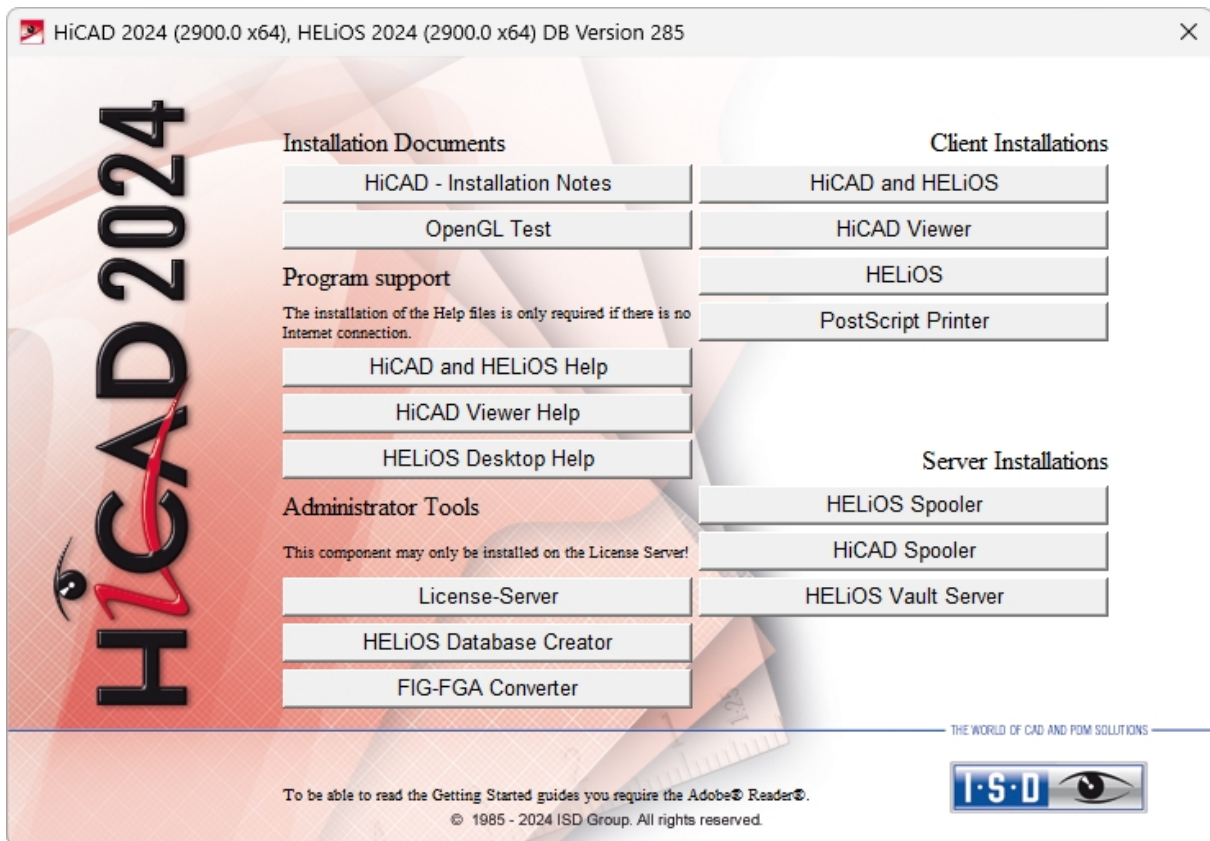 HiCAD 2024 (2900.0 x64), HELiOS 2024 (2900.0 x64) DB Version 285
HiCAD 2024
Installation Documents
HiCAD - Installation Notes
OpenGL Test
Program support
The installation of the Help files is only required if there is no
Internet connection.
HiCAD and HELiOS Help
HiCAD Viewer Help
HELiOS Desktop Help
Administrator Tools
This component may only be installed on the License Server!
License-Server
HELiOS Database Creator
FIG-FGA Converter
Client Installations
HiCAD and HELiOS
HiCAD Viewer
HELiOS
PostScript Printer
Server Installations
HELiOS Spooler
HiCAD Spooler
HELiOS Vault Server
THE WORLD OF CAD AND PDM SOLUTIONS
I·S·D
To be able to read the Getting Started guides you require the Adobe® Reader®.
© 1985 - 2024 ISD Group. All rights reserved.